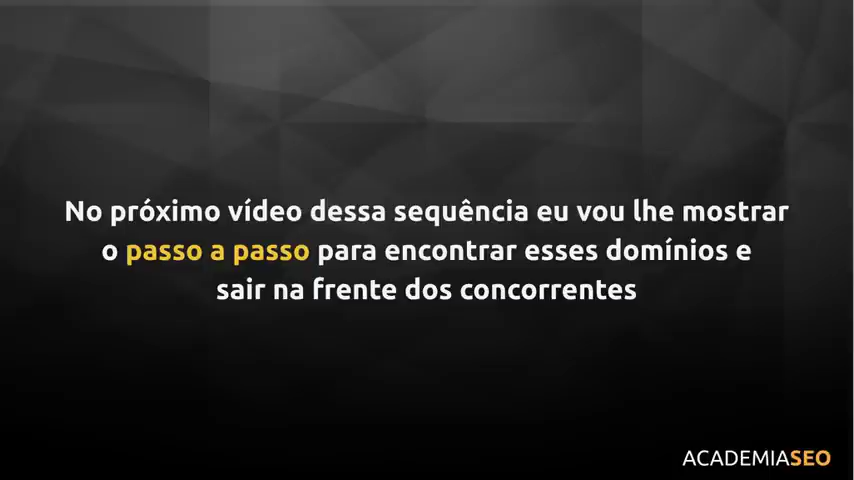 No próximo vídeo dessa sequência eu vou lhe mostrar
o passo a passo para encontrar esses domínios e
sair na frente dos concorrentes
ACADEMIASEO